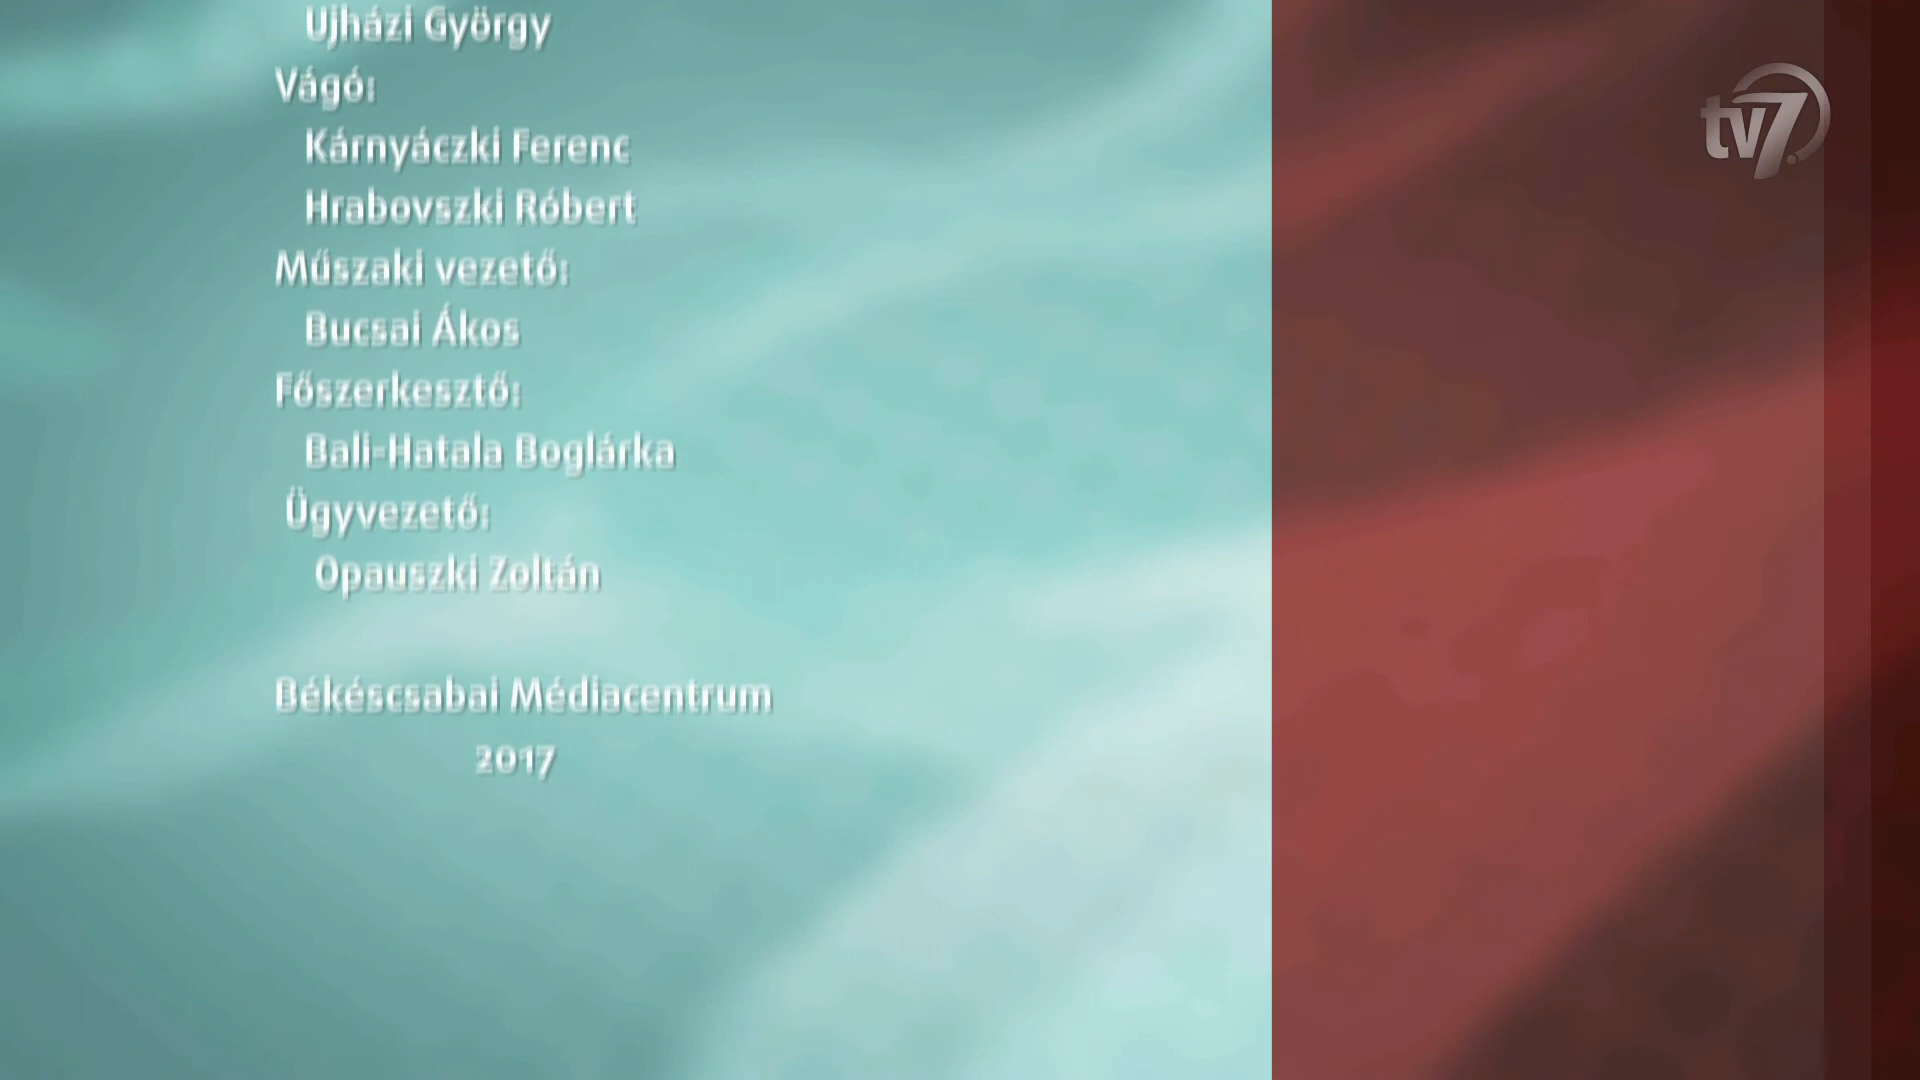 Ujházi György
Vágó:
Kárnyáczki Ferenc
Hrabovszki Róbert
Műszaki vezető:
Bucsai Ákos
Főszerkesztő:
Bali-Hatala Boglárka
Ügyvezető:
Opauszki Zoltán
Békéscsabai Médiacentrum
2017
tv7